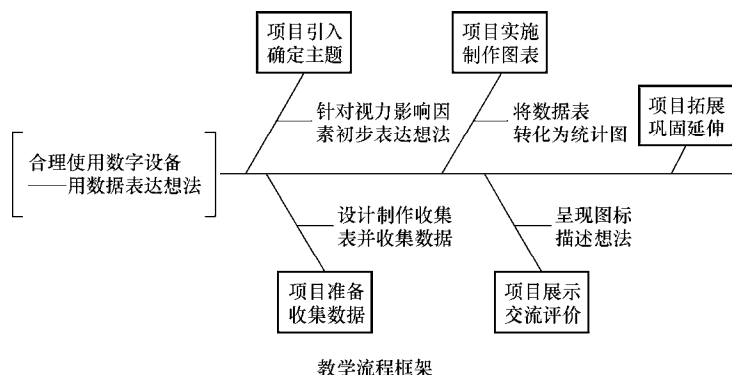 项目引入
确定主题
项目实施
制作图表
项目拓展
巩固延伸
针对视力影响因
素初步表达想法
将数据表
转化为统计图
合理使用数字设备
——用数据表达想法
设计制作收集
表并收集数据
呈现图标
描述想法
项目准备
收集数据
项目展示
交流评价
教学流程框架